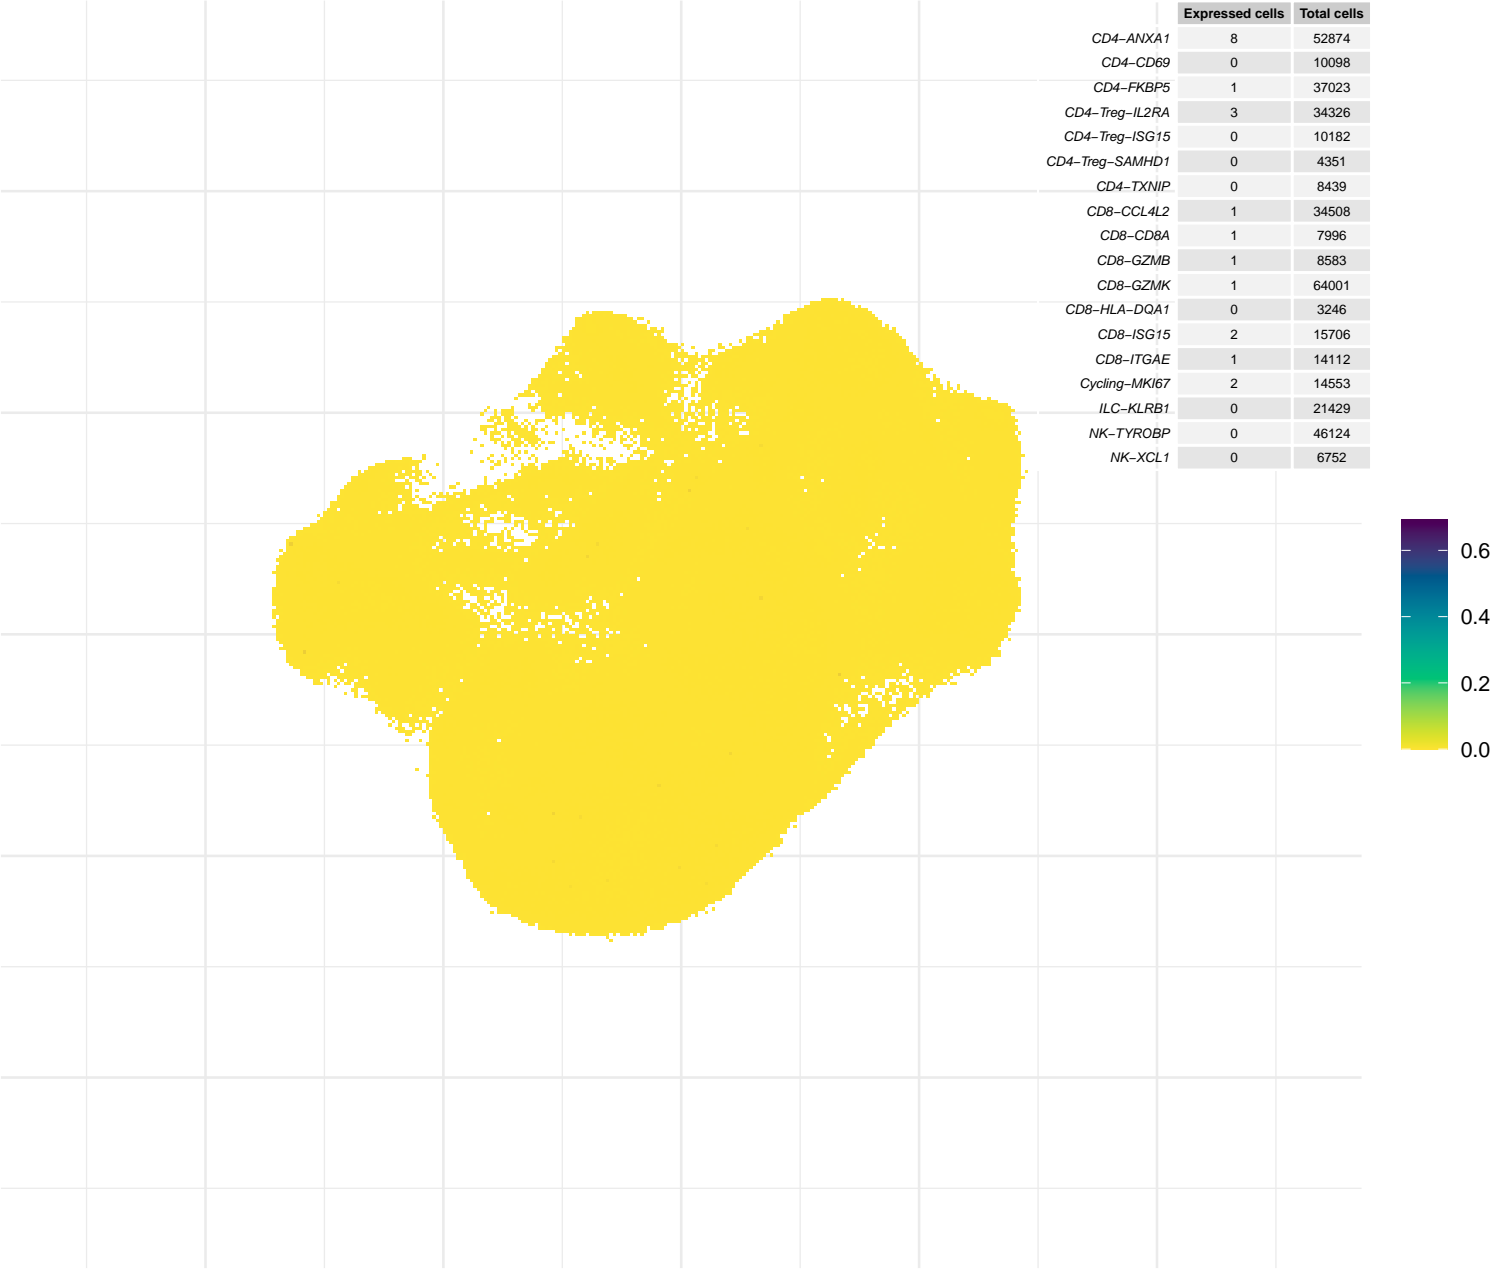 Expressed cells Total cells
CD4−ANXA1 8 52874
CD4−CD69 0 10098
CD4−FKBP5 1 37023
CD4−Treg−IL2RA 3 34326
CD4−Treg−ISG15 0 10182
CD4−Treg−SAMHD1 0 4351
CD4−TXNIP 0 8439
CD8−CCL4L2 1 34508
CD8−CD8A 1 7996
CD8−GZMB 1 8583
CD8−GZMK 1 64001
CD8−HLA−DQA1 0 3246
CD8−ISG15 2 15706
CD8−ITGAE 1 14112
Cycling−MKI67 2 14553
ILC−KLRB1 0 21429
NK−TYROBP 0 46124
NK−XCL1 0 6752
0.6
0.4
0.2
0.0